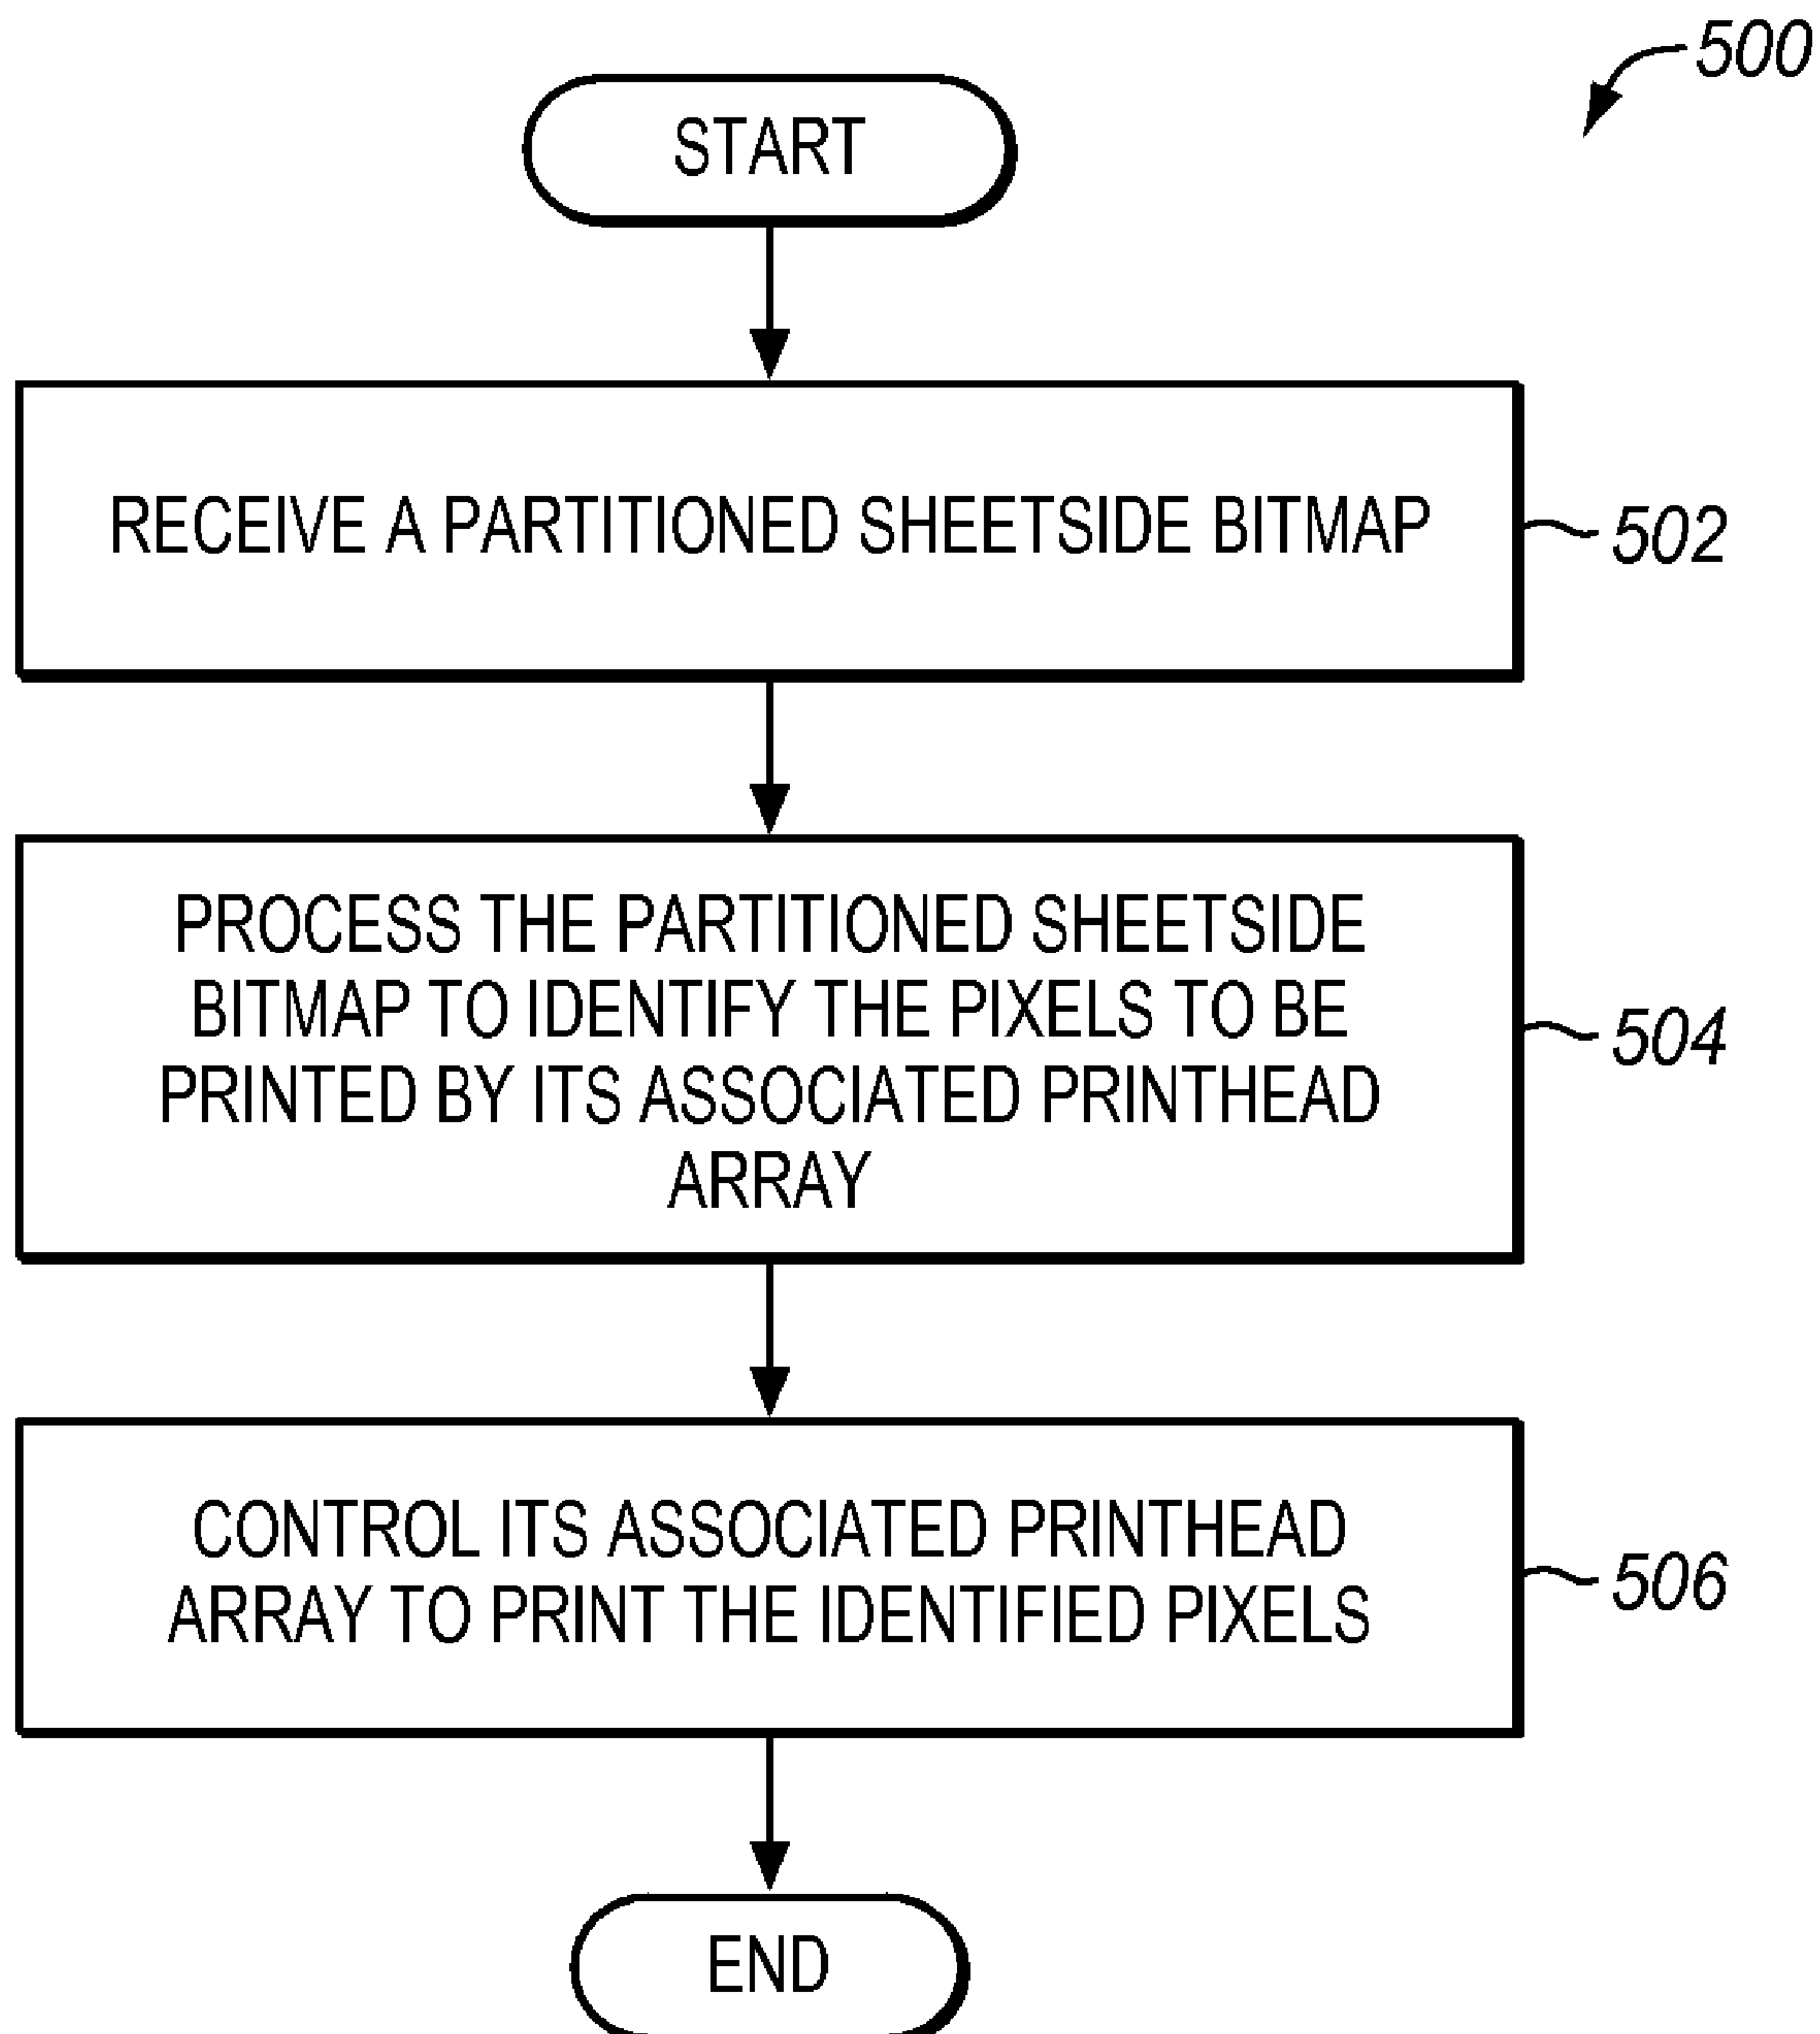 500
START
RECEIVE A PARTITIONED SHEETSIDE BITMAP
502
PROCESS THE PARTITIONED SHEETSIDE
BITMAP TO IDENTIFY THE PIXELS TO BE
PRINTED BY ITS ASSOCIATED PRINTHEAD
ARRAY
504
CONTROL ITS ASSOCIATED PRINTHEAD
ARRAY TO PRINT THE IDENTIFIED PIXELS
506
END